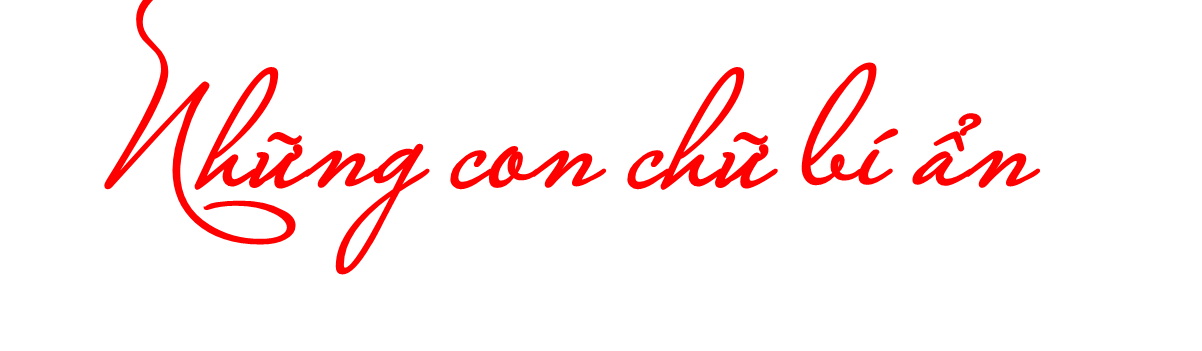 Những con chữ bí ẩn